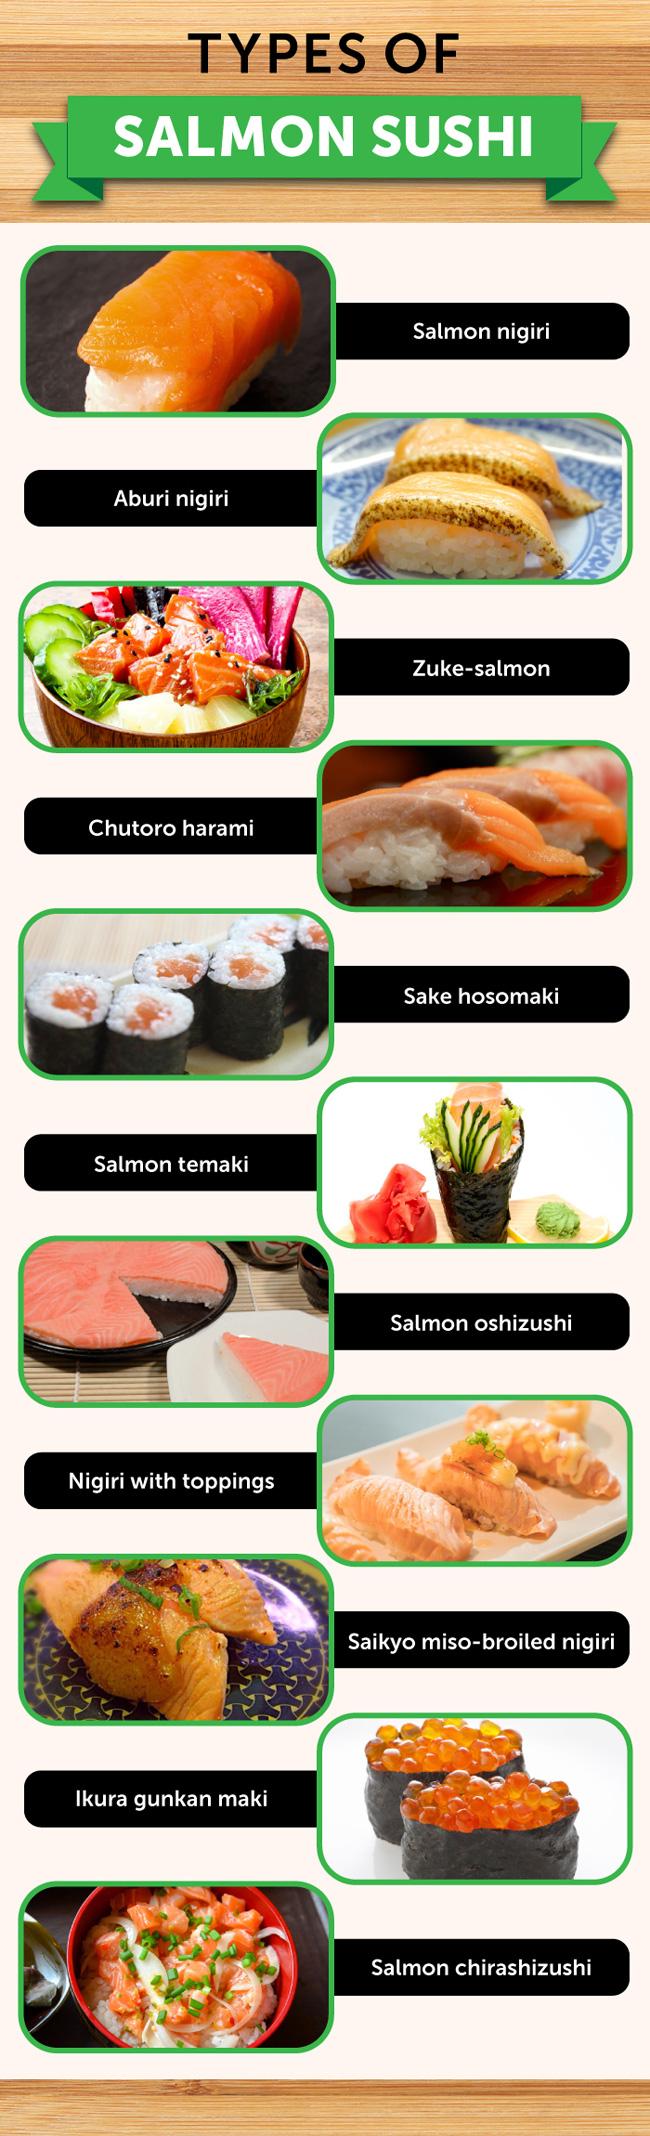 TYPES OF
SALMON SUSHI
Salmon nigiri
Aburi nigiri
Zuke-salmon
Chutoro harami
Sake hosomaki
Salmon temaki
Salmon oshizushi
Nigiri with toppings
Saikyo miso-broiled nigiri
Ikura gunkan maki
Salmon chirashizushi